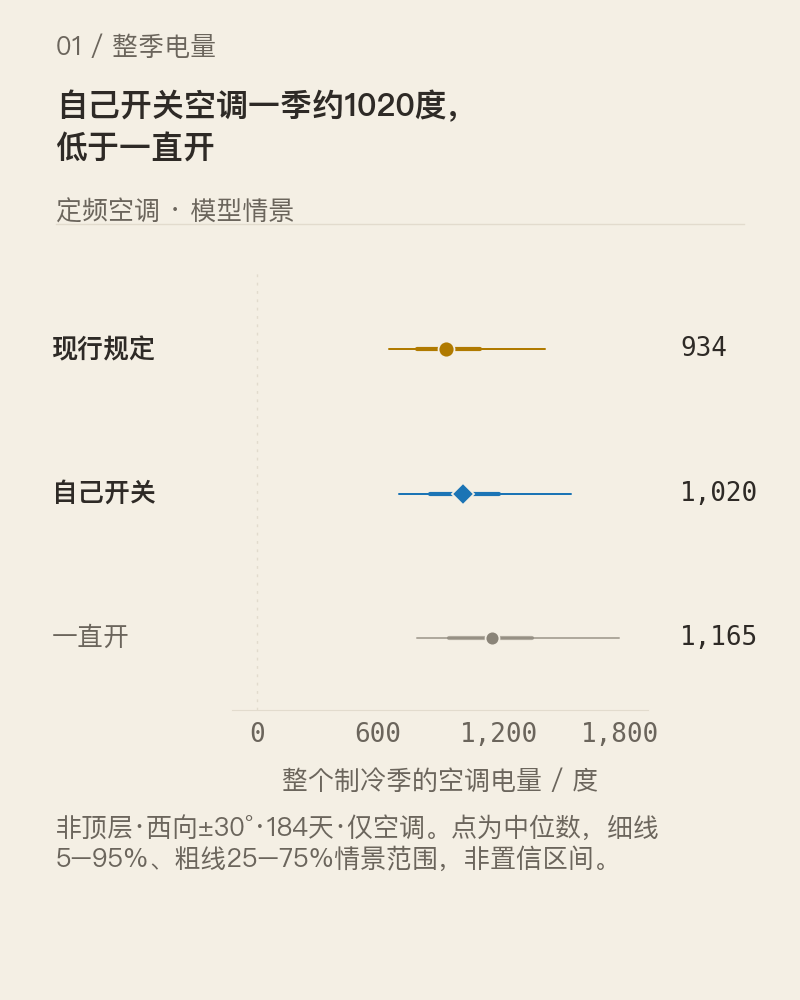 01 / 整季电量
自己开关空调一季约1020度，
低于一直开
定频空调 · 模型情景
现行规定 934
自己开关 1,020
一直开 1,165
0 600 1,200 1,800
整个制冷季的空调电量 / 度
非顶层·西向±30°·184天·仅空调。点为中位数，细线
5—95%、粗线25—75%情景范围，非置信区间。